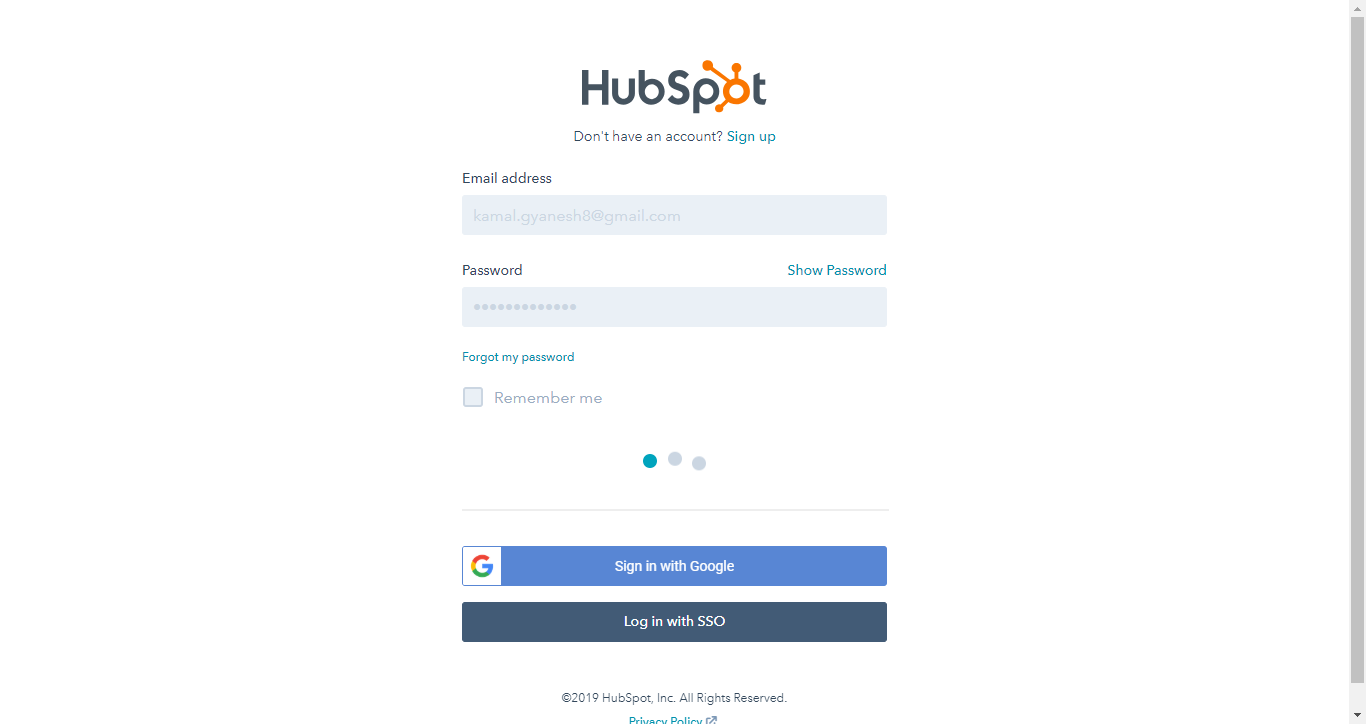 HubSpot
Don't have an account? Sign up
Email address
kamal.gyanesh8@gmail.com
Password Show Password
•••••••••••••
Forgot my password
Remember me
Sign in with Google
Log in with SSO
©2019 HubSpot, Inc. All Rights Reserved.
Privacy Policy